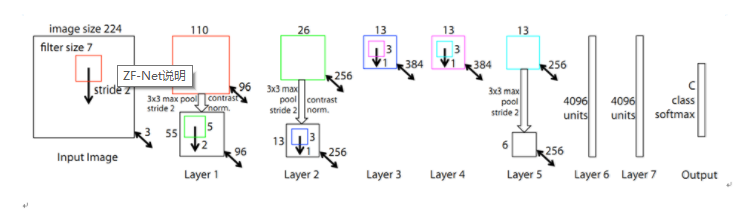 image size 224
filter size 7
stride 2
3
Input Image
ZF-Net说明
110
96
3x3 max
pool
stride 2
contrast
norm.
55
5
2
96
Layer 1
26
256
3x3 max
pool
stride 2
contrast
norm.
13
3
1
256
Layer 2
13
3
1
384
Layer 3
13
3
1
384
Layer 4
13
256
3x3 max
pool
stride 2
6
256
Layer 5
4096
units
Layer 6
4096
units
Layer 7
C
class
softmax
Output